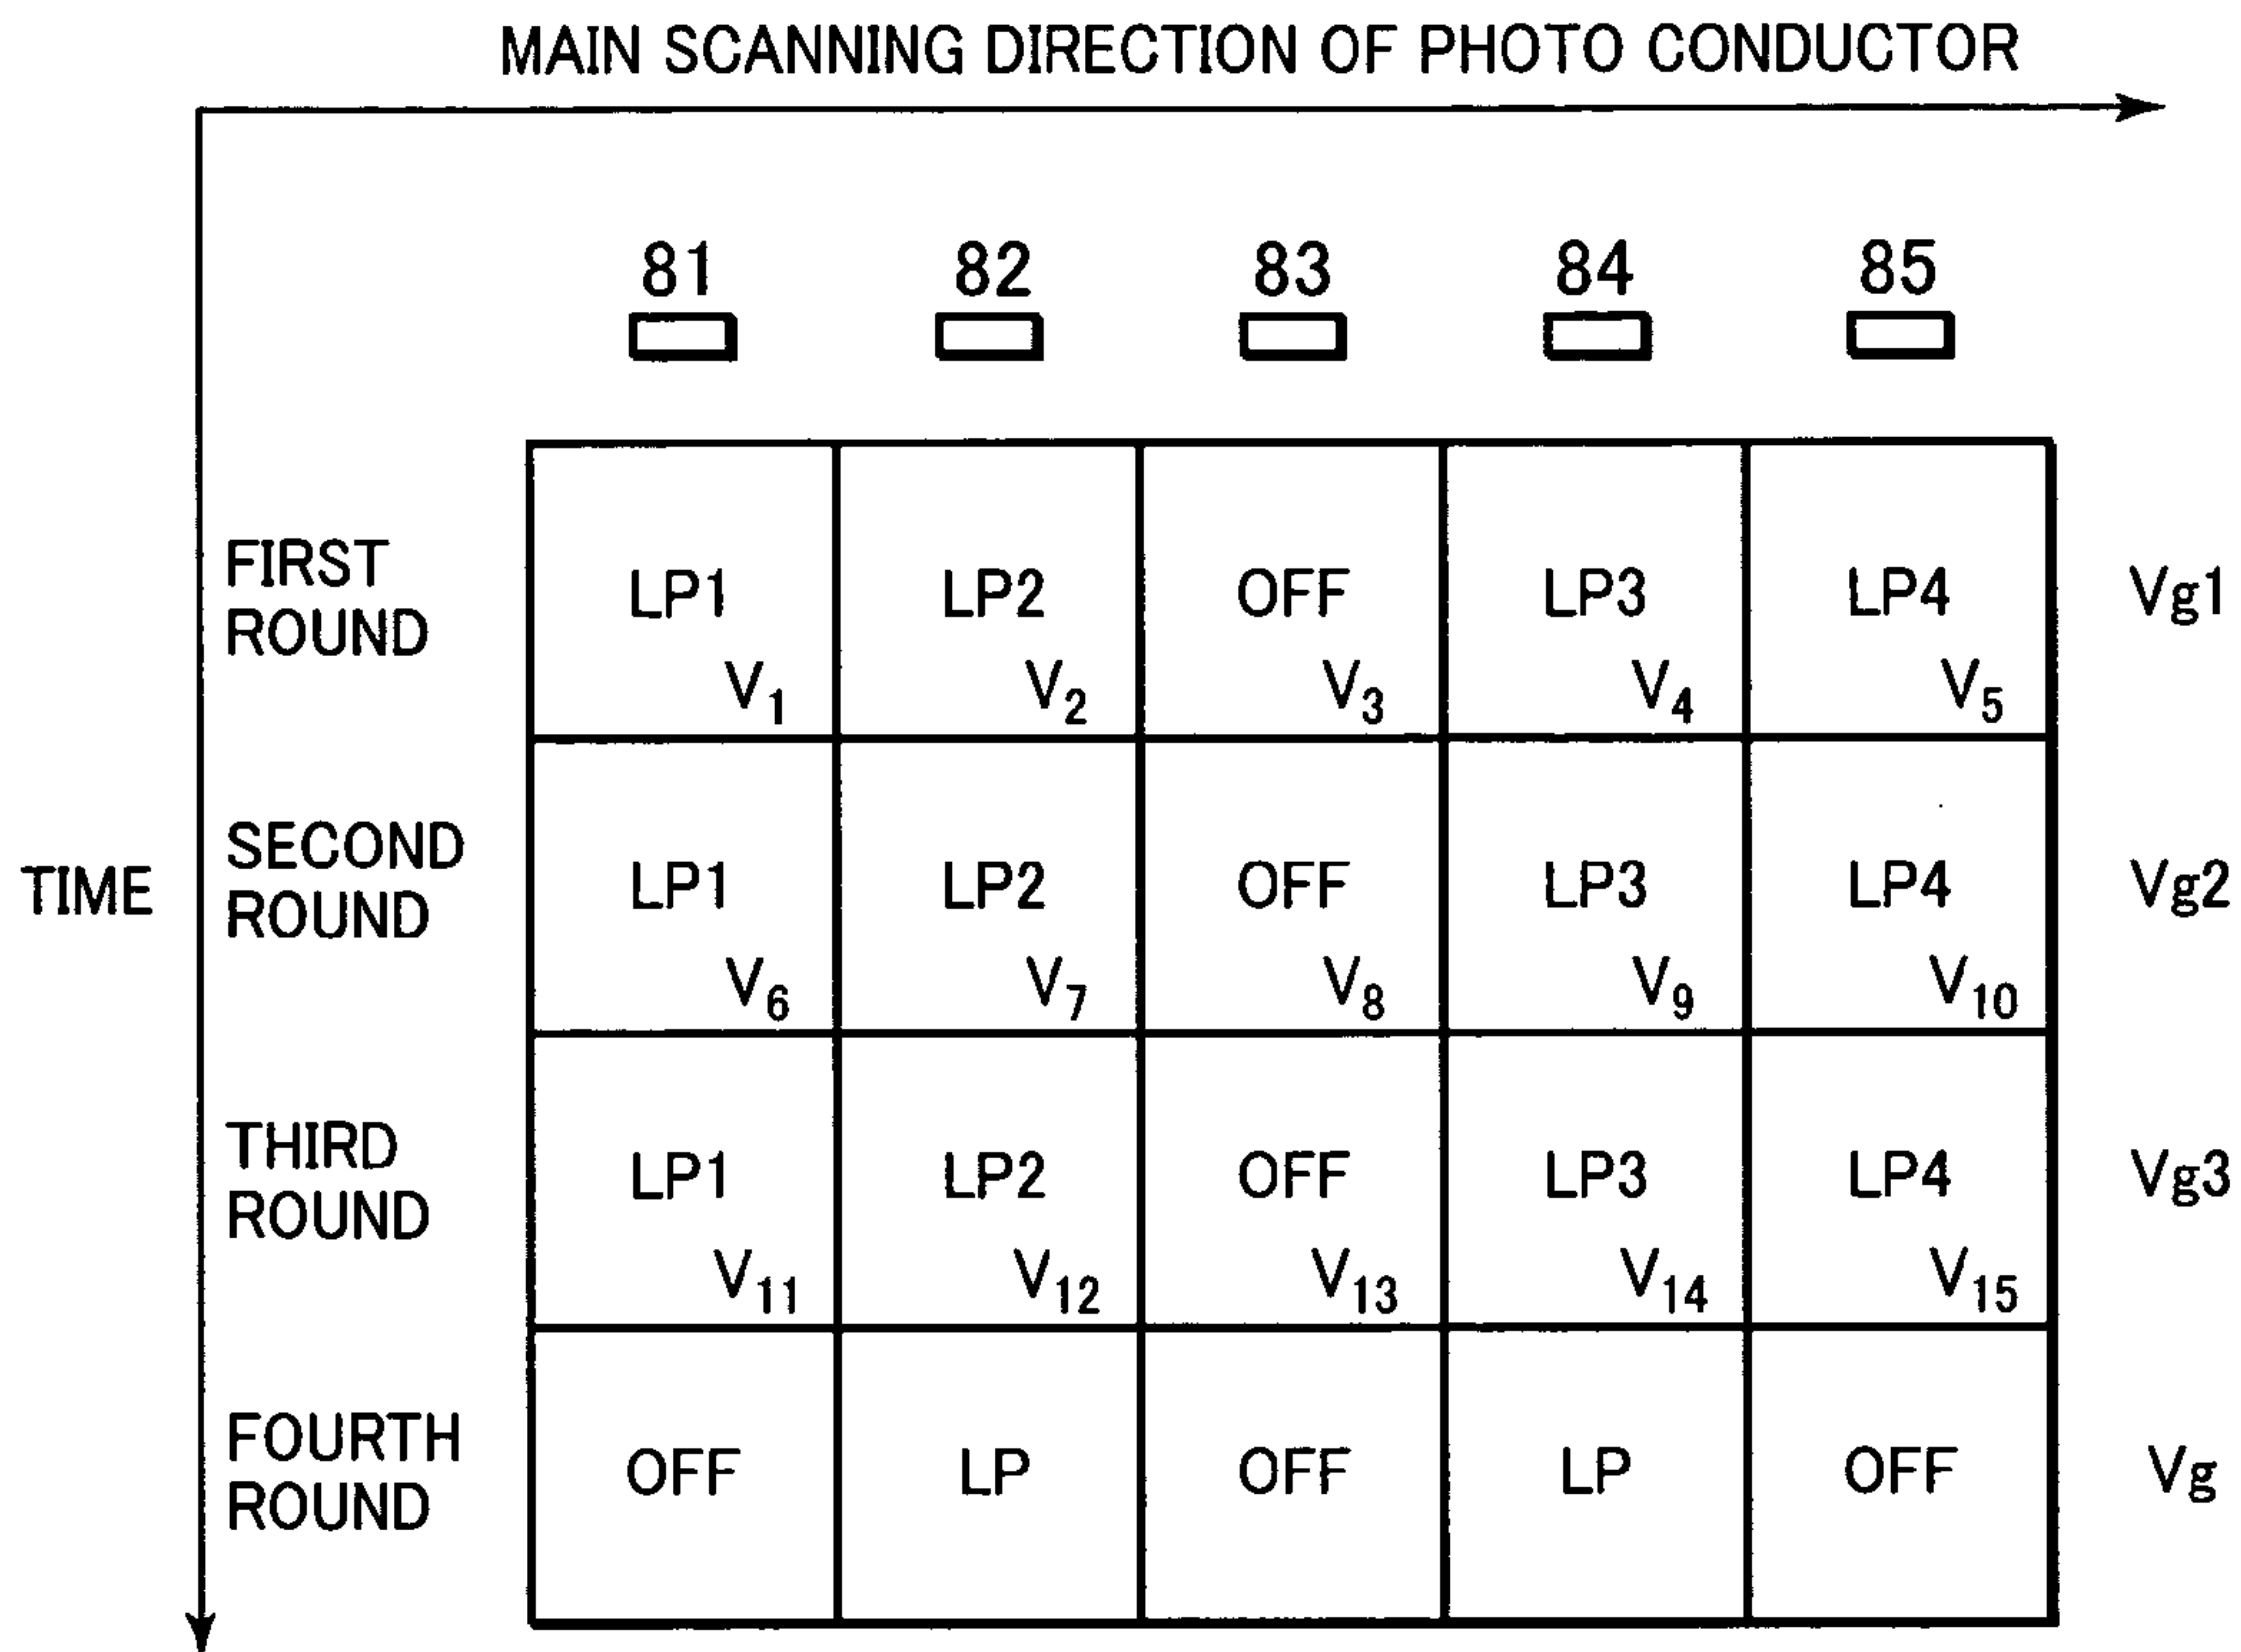 MAIN SCANNING DIRECTION OF PHOTO CONDUCTOR
81 82 83 84 85
FIRST
ROUND
LP1 LP2 OFF LP3 LP4 Vg1
V1 V2 V3 V4 V5
TIME
SECOND
ROUND
LP1 LP2 OFF LP3 LP4 Vg2
V6 V7 V8 V9 V10
THIRD
ROUND
LP1 LP2 OFF LP3 LP4 Vg3
V11 V12 V13 V14 V15
FOURTH
ROUND
OFF LP OFF LP OFF Vg